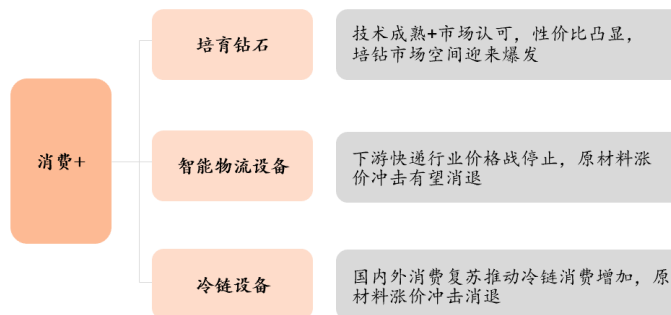 消费+
培育钻石
技术成熟+市场认可，性价比凸显，
培钻市场空间迎来爆发
智能物流设备
下游快递行业价格战停止，原材料涨
价冲击有望消退
冷链设备
国内外消费复苏推动冷链消费增加，原
材料涨价冲击消退